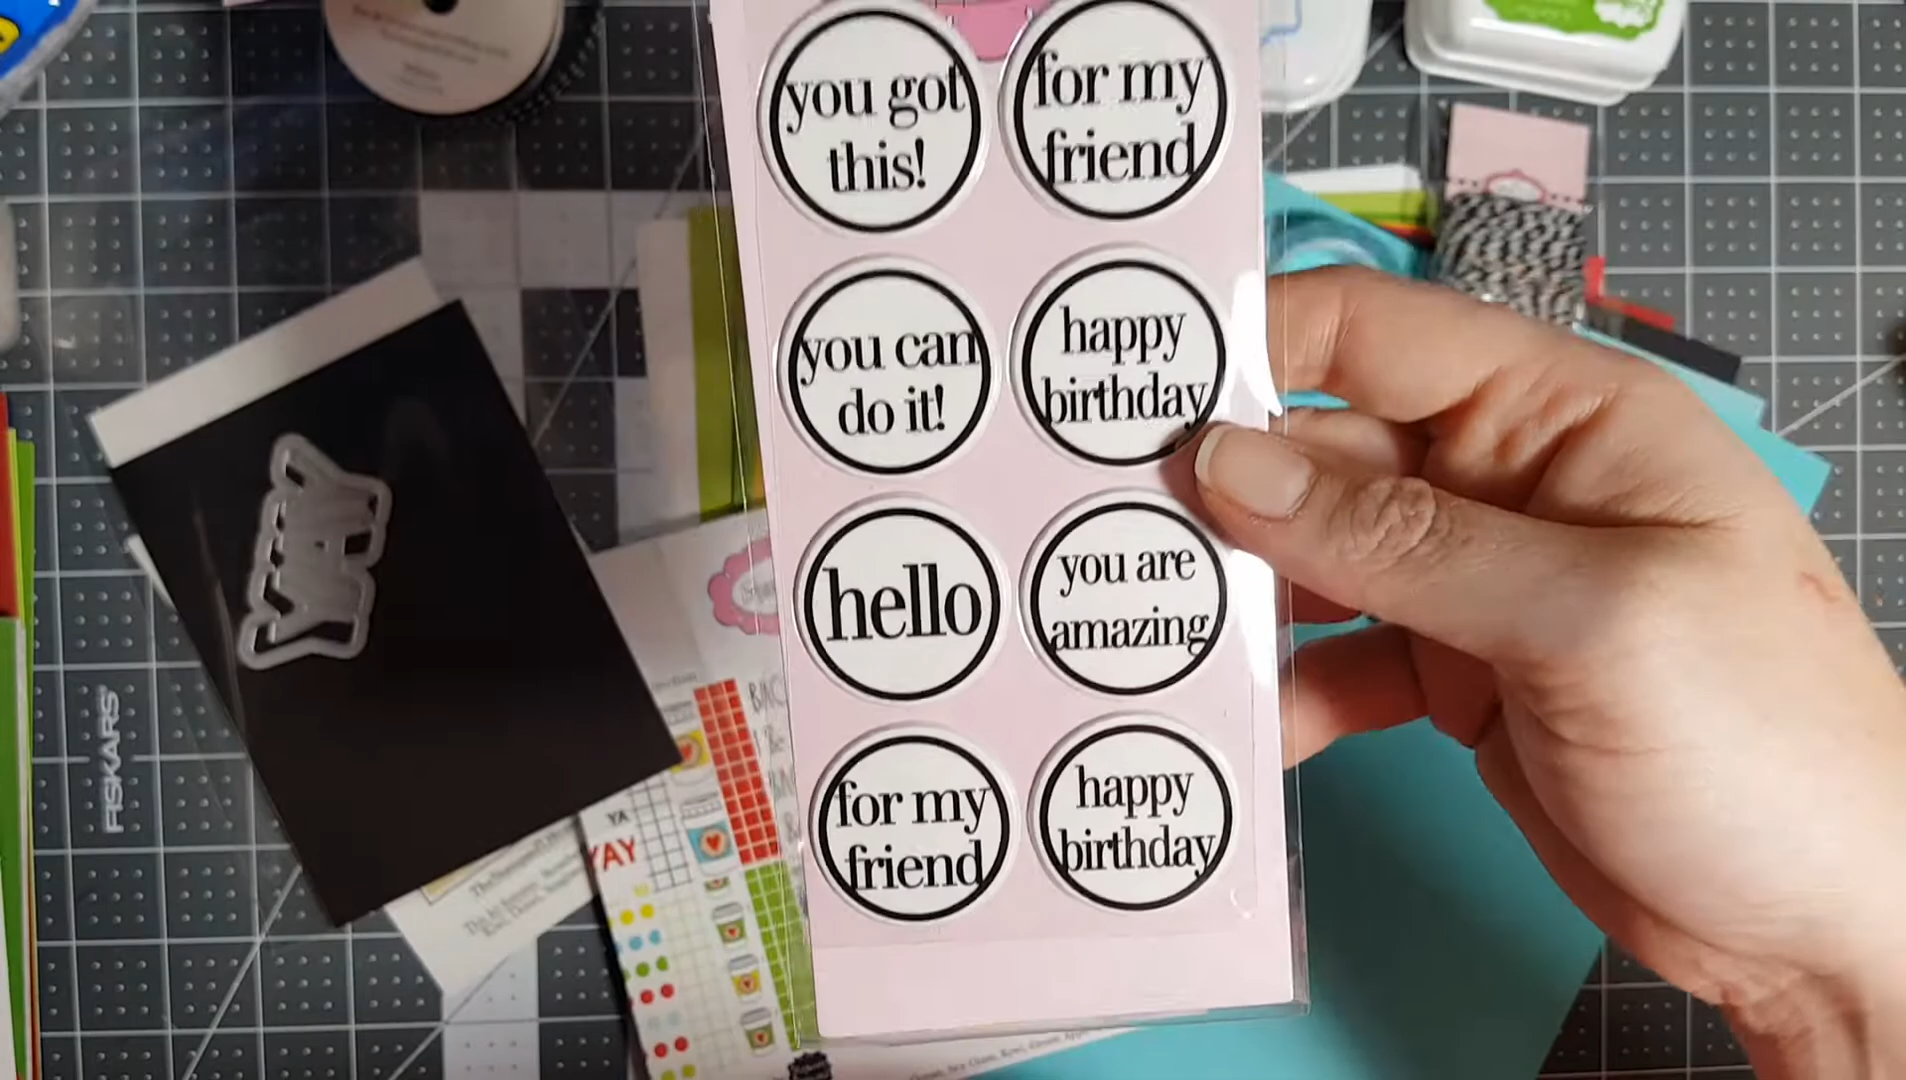 you got
this!
for my
friend
you can
do it!
happy
birthday
hello
you are
amazing
for my
friend
happy
birthday
YAY
FISKARS
YA
YAY